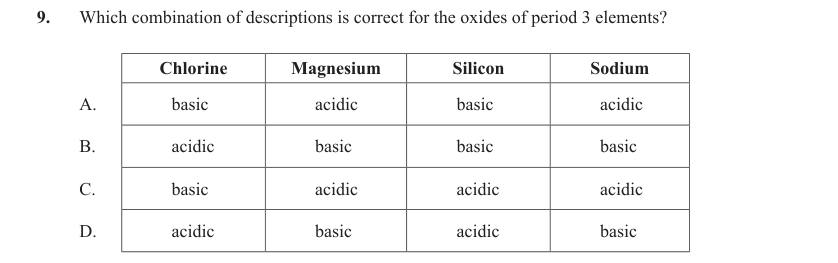 9. Which combination of descriptions is correct for the oxides of period 3 elements?
Chlorine Magnesium Silicon Sodium
A. basic acidic basic acidic
B. acidic basic basic basic
C. basic acidic acidic acidic
D. acidic basic acidic basic